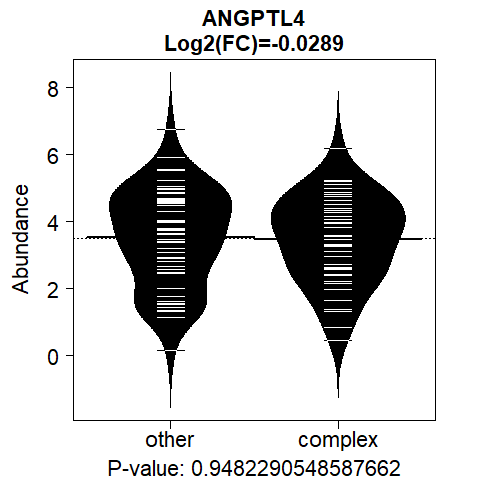 ANGPTL4
Log2(FC)=-0.0289
Abundance
8
6
4
2
0
other complex
P-value: 0.9482290548587662